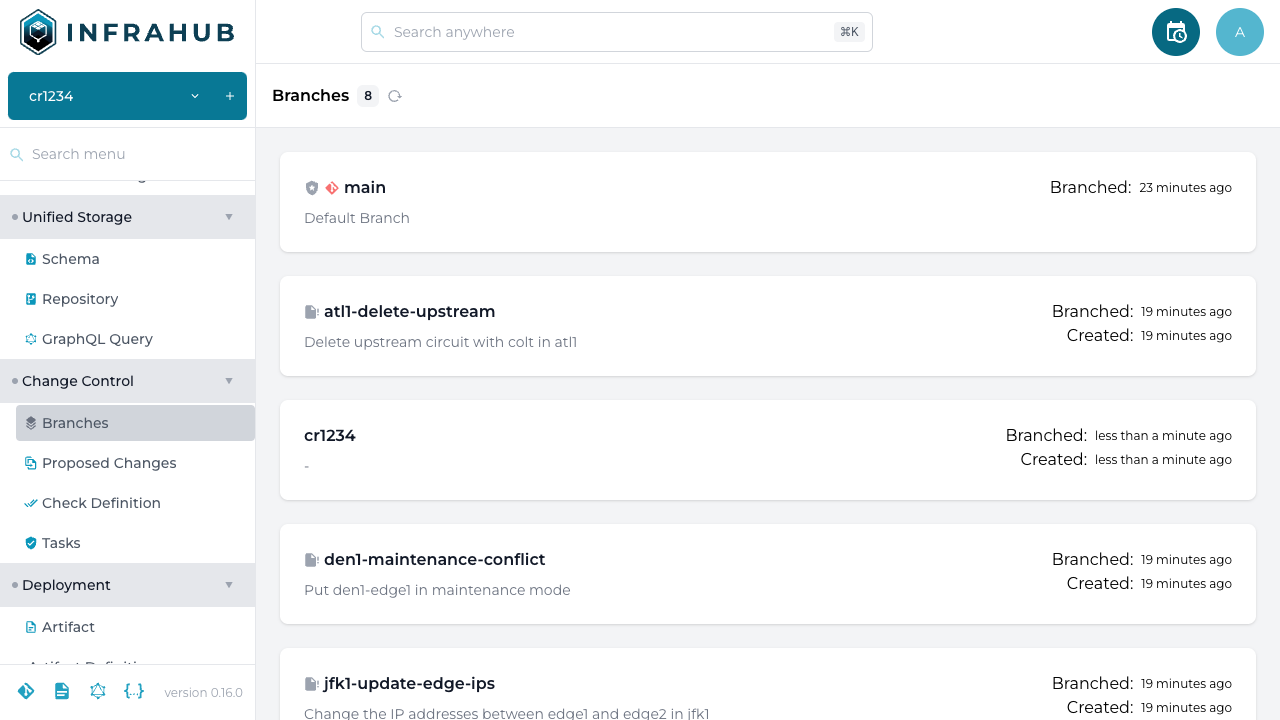 INFRAHUB
Search anywhere
⌘K
A
cr1234
+
Branches 8
Search menu
Unified Storage
Schema
Repository
GraphQL Query
Change Control
Branches
Proposed Changes
Check Definition
Tasks
Deployment
Artifact
version 0.16.0
main
Branched: 23 minutes ago
Default Branch
atl1-delete-upstream
Branched: 19 minutes ago
Created: 19 minutes ago
Delete upstream circuit with colt in atl1
cr1234
Branched: less than a minute ago
Created: less than a minute ago
-
den1-maintenance-conflict
Branched: 19 minutes ago
Created: 19 minutes ago
Put den1-edge1 in maintenance mode
jfk1-update-edge-ips
Branched: 19 minutes ago
Created: 19 minutes ago
Change the IP addresses between edge1 and edge2 in jfk1